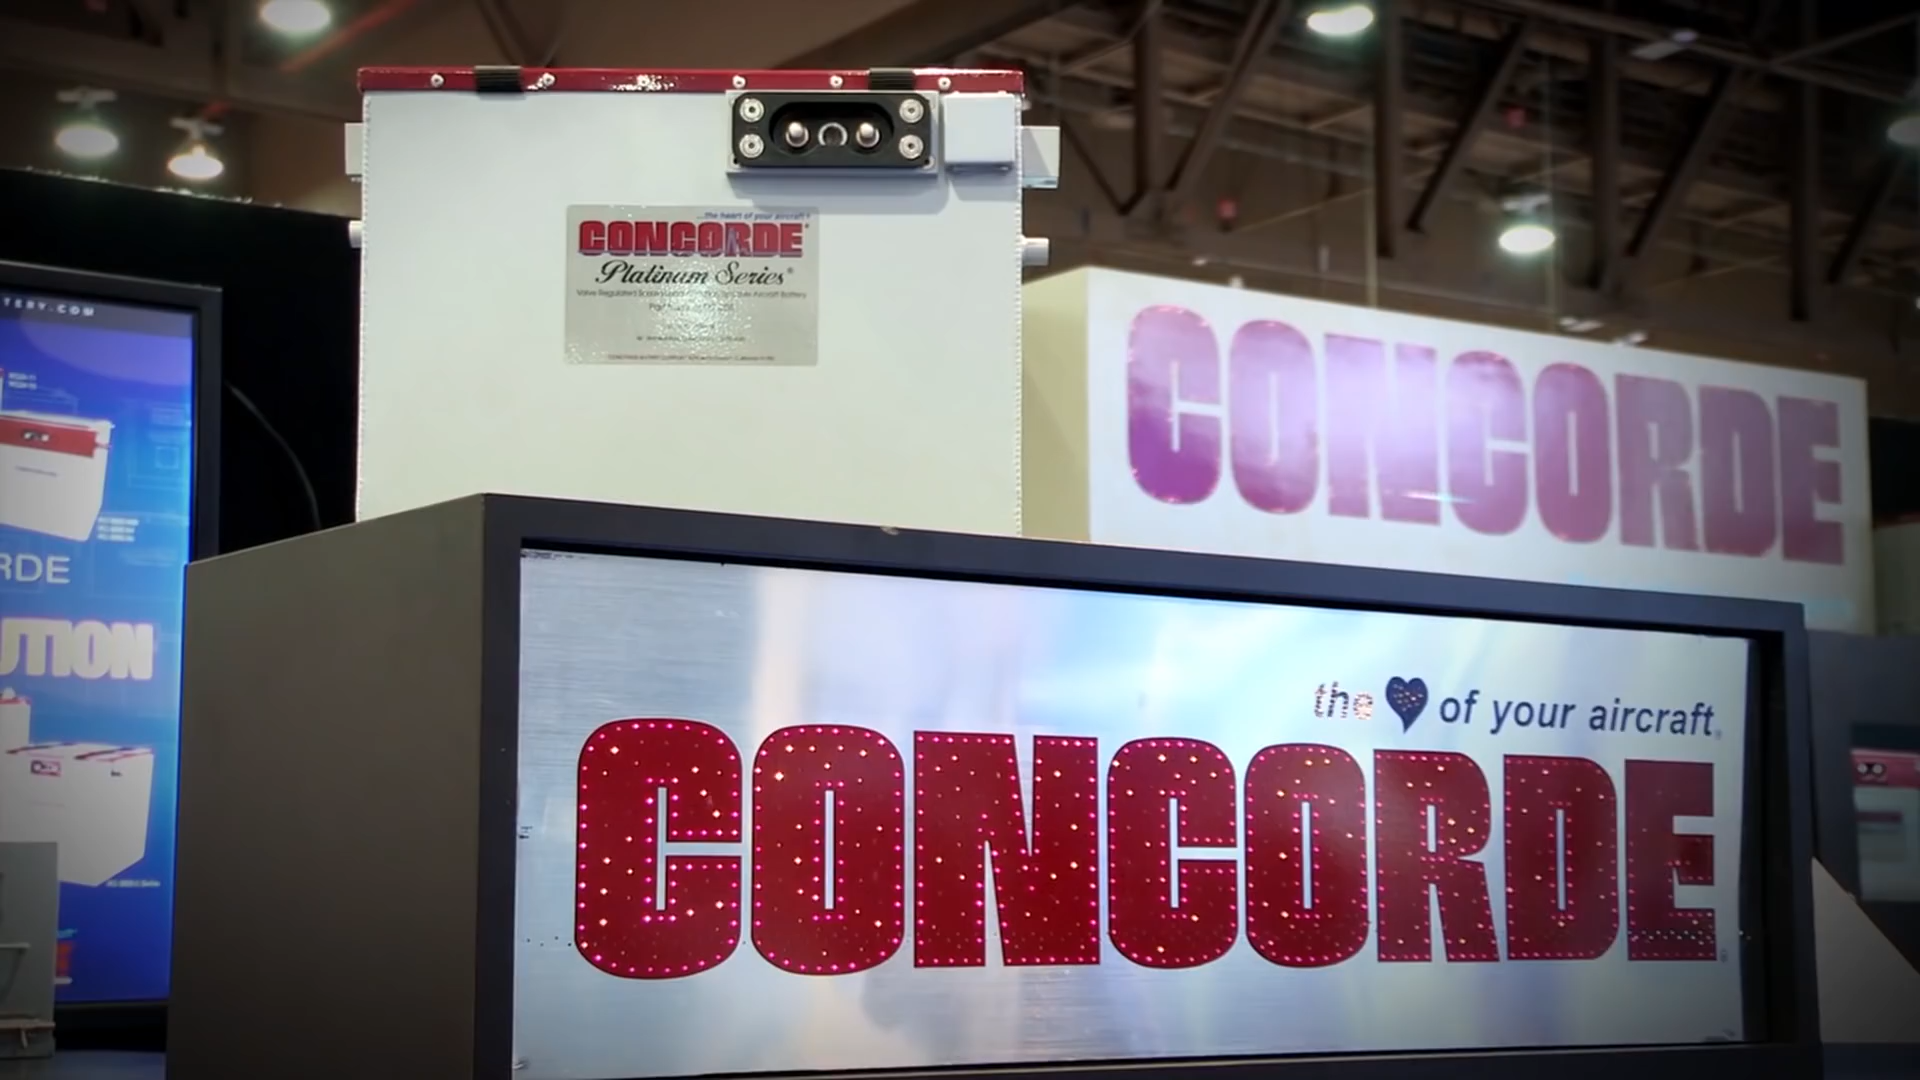 ...the heart of your aircraft®
CONCORDE®
Platinum Series®
CONCORDE
TERY.COM
RDE
UTION
the of your aircraft®
CONCORDE®